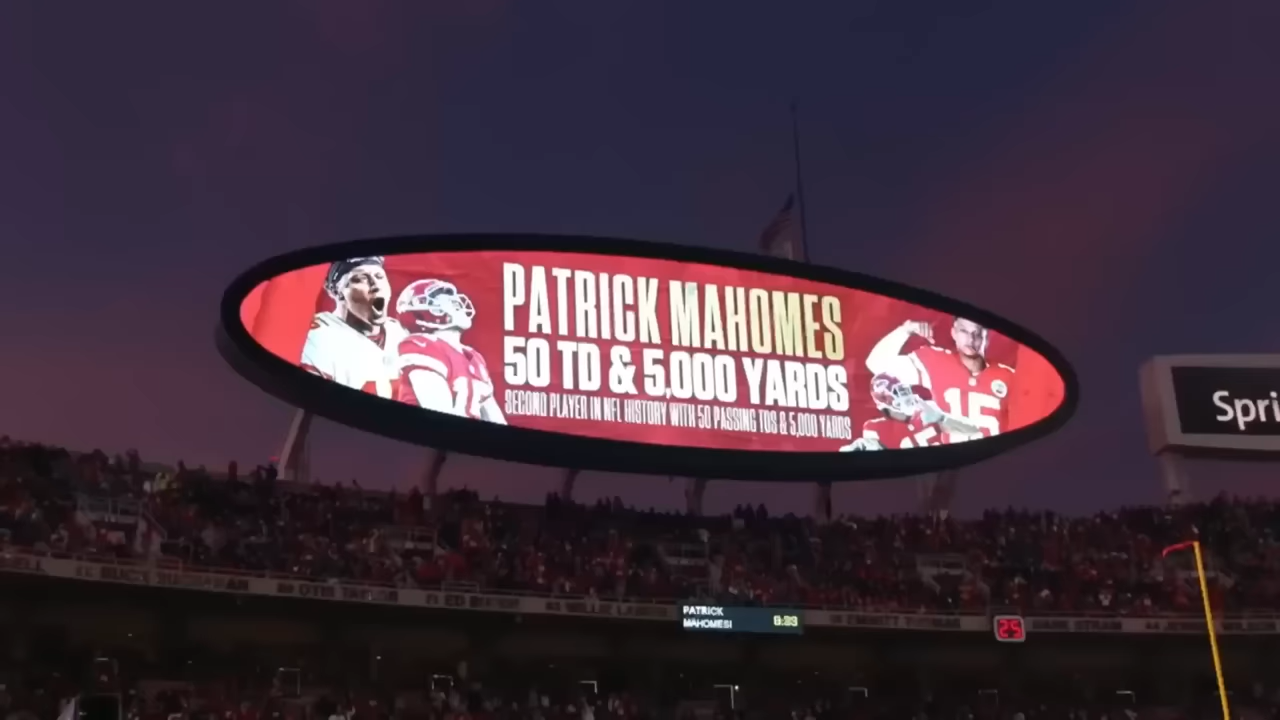 PATRICK MAHOMES
50 TD & 5,000 YARDS
SECOND PLAYER IN NFL HISTORY WITH 50 PASSING TDS & 5,000 YARDS
15
15
Spri
PATRICK
MAHOMES!
25